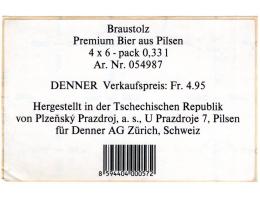 Braustolz
Premium Bier aus Pilsen
4 x 6 - pack 0,33 l
Ar. Nr. 054987
DENNER Verkaufspreis: Fr. 4.95
Hergestellt in der Tschechischen Republik
von Plzeňský Prazdroj, a. s., U Prazdroje 7, Pilsen
für Denner AG Zürich, Schweiz
8 594404 000572